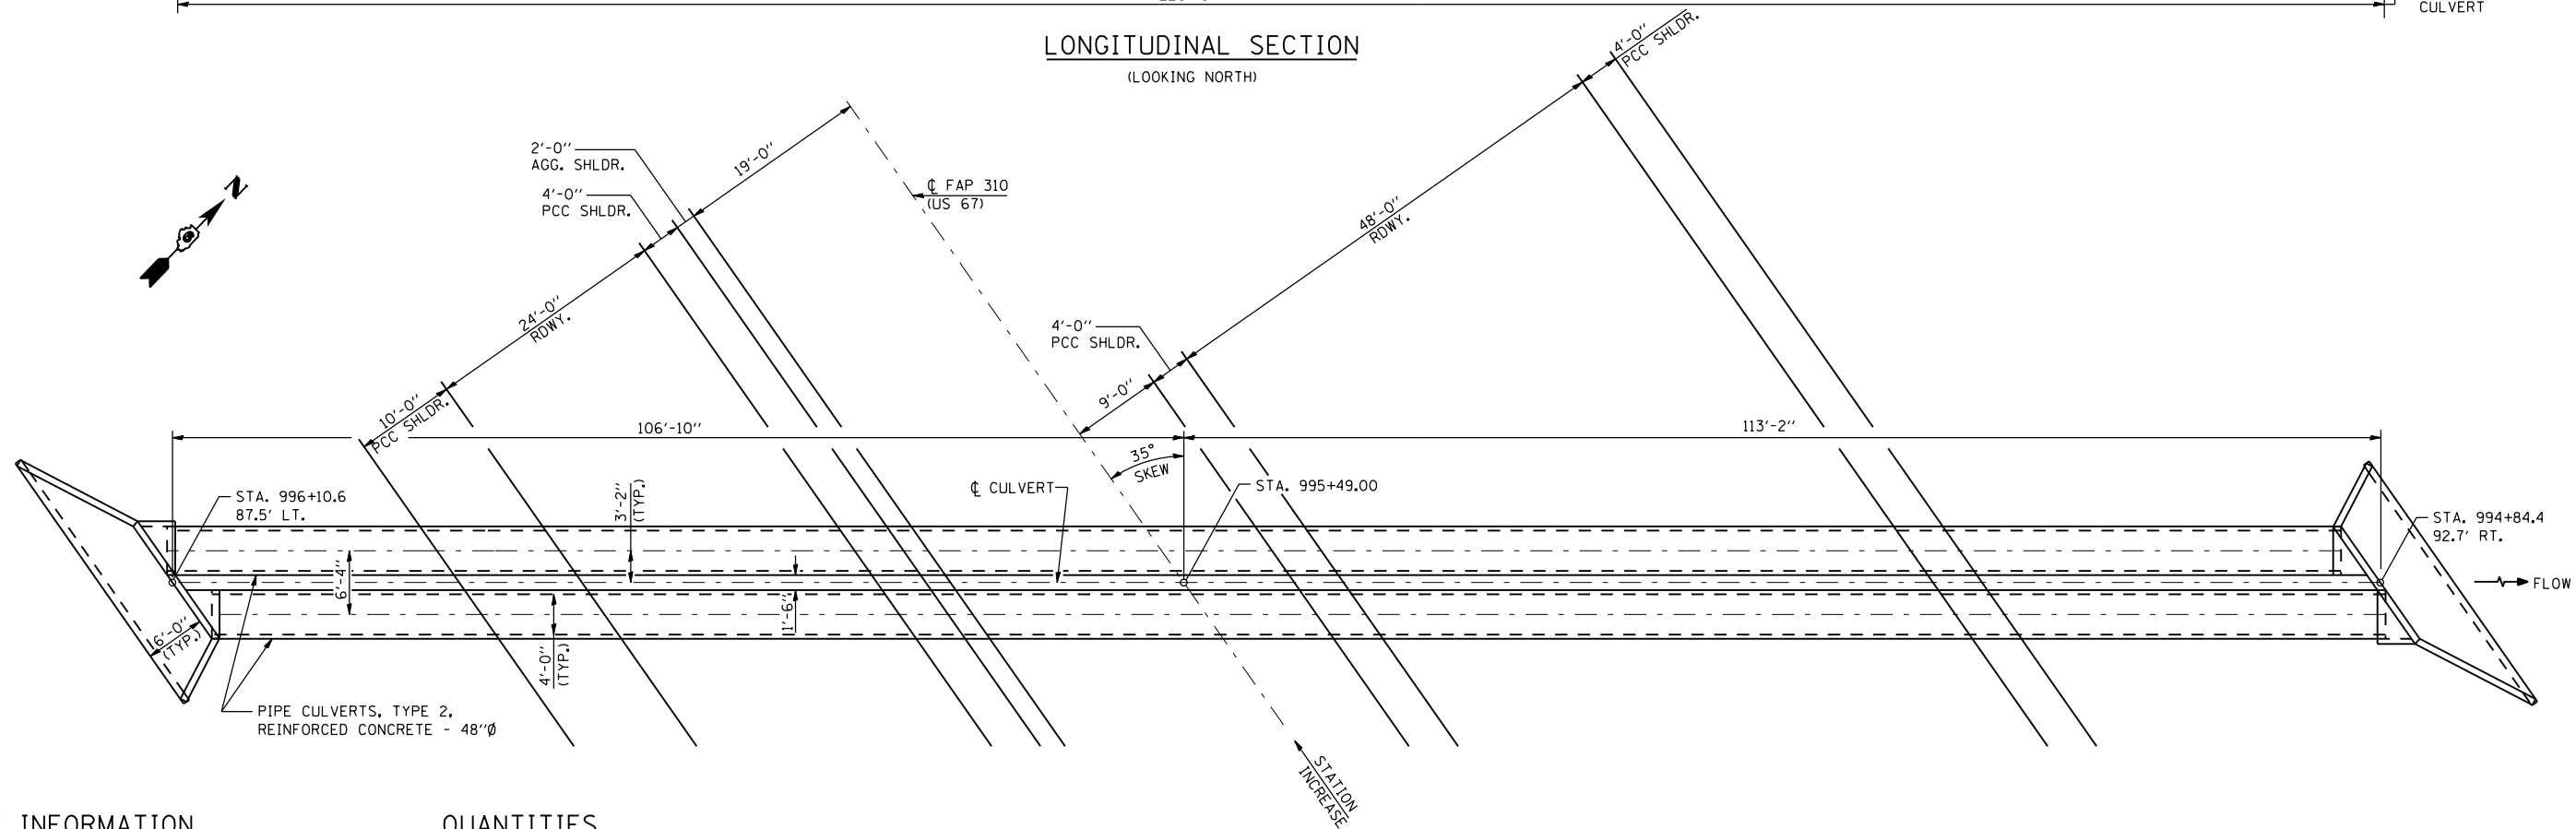 CULVERT
LONGITUDINAL SECTION
(LOOKING NORTH)
4'-0"
PCC SHLDR.
2'-0"
AGG. SHLDR.
19'-0"
4'-0"
PCC SHLDR.
N
℄ FAP 310
(US 67)
48'-0"
RDWY.
24'-0"
RDWY.
4'-0"
PCC SHLDR.
9'-0"
10'-0"
PCC SHLDR.
106'-10"
113'-2"
35°
SKEW
STA. 996+10.6
87.5' LT.
3'-2"
(TYP.)
℄ CULVERT
STA. 995+49.00
STA. 994+84.4
92.7' RT.
6'-4"
1'-6"
FLOW
6'-0"
(TYP.)
4'-0"
(TYP.)
PIPE CULVERTS, TYPE 2,
REINFORCED CONCRETE - 48"Ø
STATION
INCREASE
INFORMATION
QUANTITIES